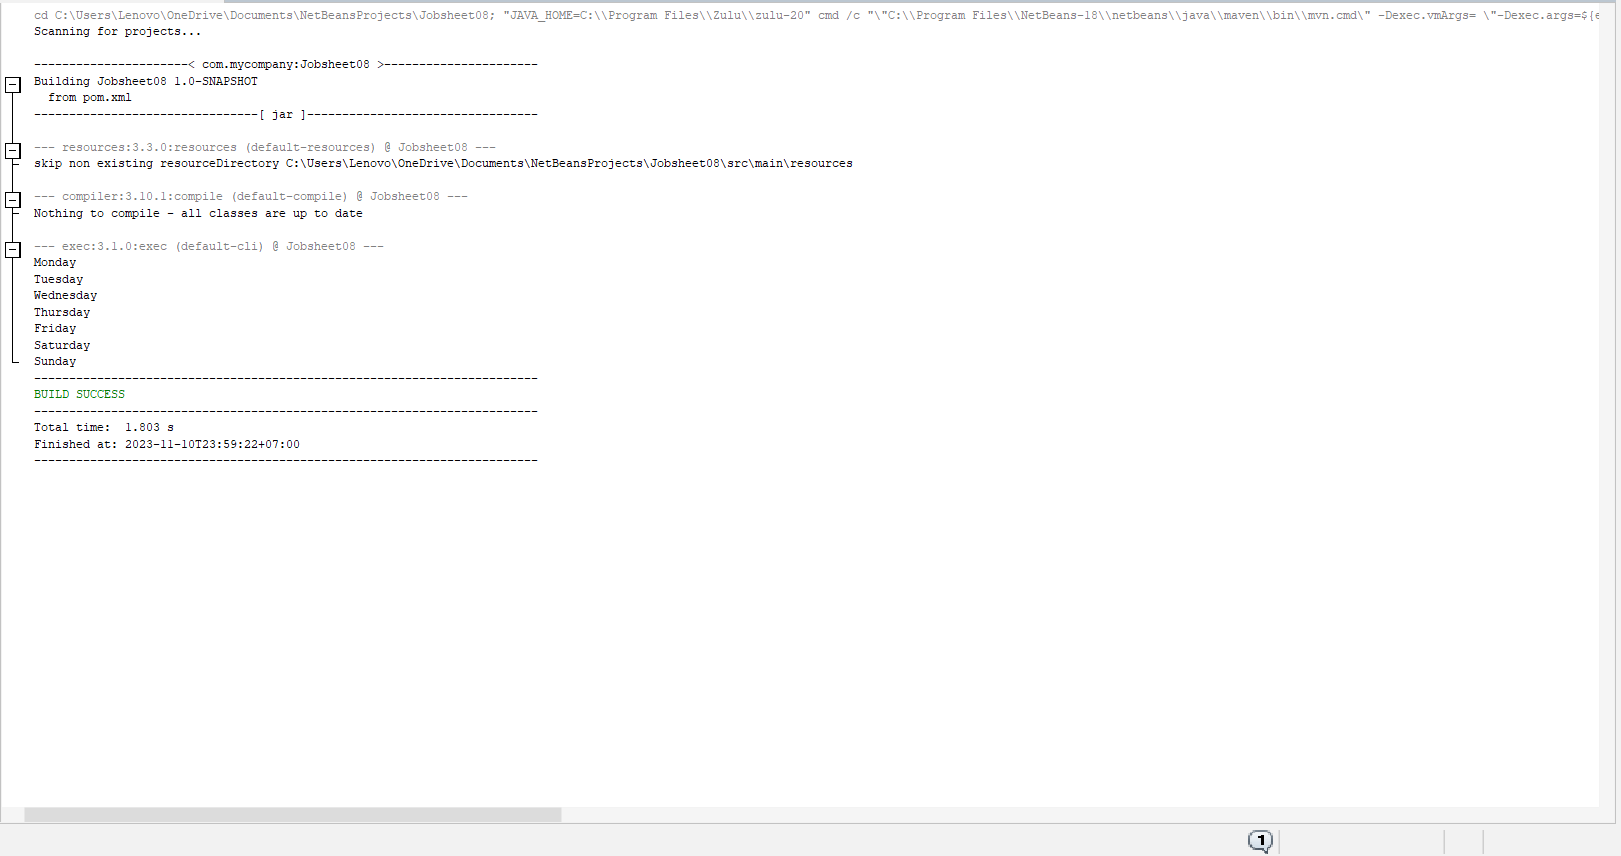 cd C:\Users\Lenovo\OneDrive\Documents\NetBeansProjects\Jobsheet08; "JAVA_HOME=C:\\Program Files\\Zulu\\zulu-20" cmd /c "\"C:\\Program Files\\NetBeans-18\\netbeans\\java\\maven\\bin\\mvn.cmd\" -Dexec.vmArgs= \"-Dexec.args=${e
Scanning for projects...
----------------------< com.mycompany:Jobsheet08 >----------------------
Building Jobsheet08 1.0-SNAPSHOT
  from pom.xml
--------------------------------[ jar ]---------------------------------
--- resources:3.3.0:resources (default-resources) @ Jobsheet08 ---
skip non existing resourceDirectory C:\Users\Lenovo\OneDrive\Documents\NetBeansProjects\Jobsheet08\src\main\resources
--- compiler:3.10.1:compile (default-compile) @ Jobsheet08 ---
Nothing to compile - all classes are up to date
--- exec:3.1.0:exec (default-cli) @ Jobsheet08 ---
Monday
Tuesday
Wednesday
Thursday
Friday
Saturday
Sunday
------------------------------------------------------------------------
BUILD SUCCESS
------------------------------------------------------------------------
Total time:  1.803 s
Finished at: 2023-11-10T23:59:22+07:00
------------------------------------------------------------------------
1